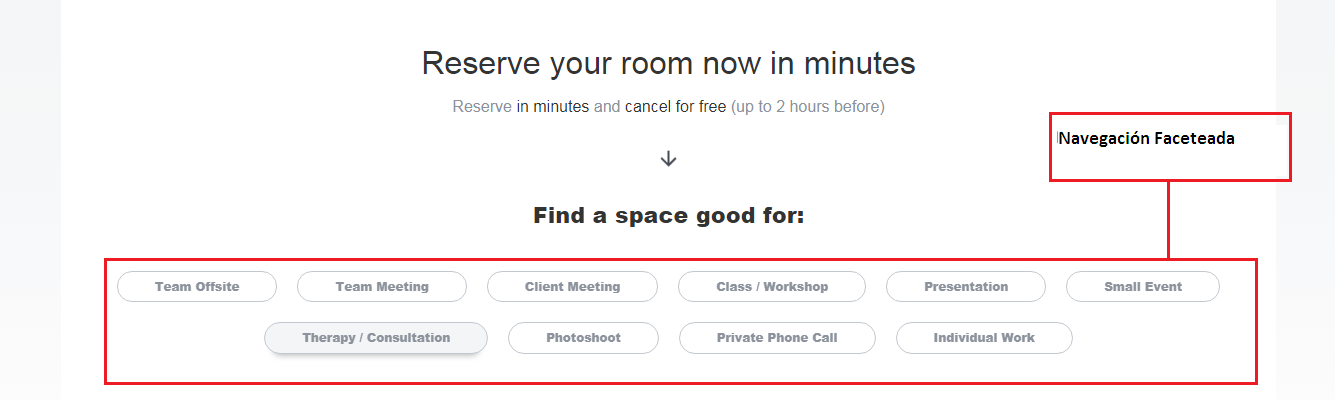 Reserve your room now in minutes
Reserve in minutes and cancel for free (up to 2 hours before)
Navegación Faceteada
Find a space good for:
Team Offsite
Team Meeting
Client Meeting
Class / Workshop
Presentation
Small Event
Therapy / Consultation
Photoshoot
Private Phone Call
Individual Work